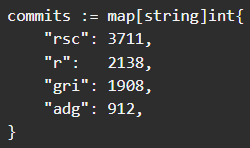 commits := map[string]int{
    "rsc": 3711,
    "r":   2138,
    "gri": 1908,
    "adg": 912,
}